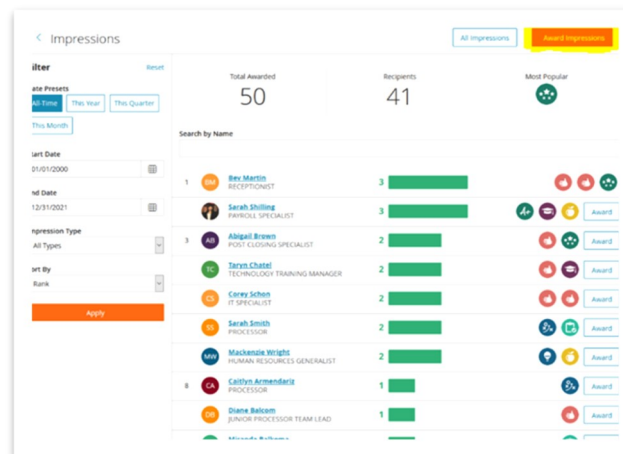 Impressions
All Impressions
Award Impressions
ilter
Reset
ate Presets
All-Time
This Year
This Quarter
This Month
tart Date
01/01/2000
nd Date
12/31/2021
mpression Type
All Types
ort By
Rank
Apply
Total Awarded
50
Recipients
41
Most Popular
Search by Name
1 BM Bev Martin 3
RECEPTIONIST
Sarah Shilling 3 Award
PAYROLL SPECIALIST
3 AB Abigail Brown 2 Award
POST CLOSING SPECIALIST
TC Taryn Chatel 2 Award
TECHNOLOGY TRAINING MANAGER
CS Corey Schon 2 Award
IT SPECIALIST
SS Sarah Smith 2 Award
PROCESSOR
MW Mackenzie Wright 2 Award
HUMAN RESOURCES GENERALIST
8 CA Caitlyn Armendariz 1 Award
PROCESSOR
DB Diane Balcom 1 Award
JUNIOR PROCESSOR TEAM LEAD